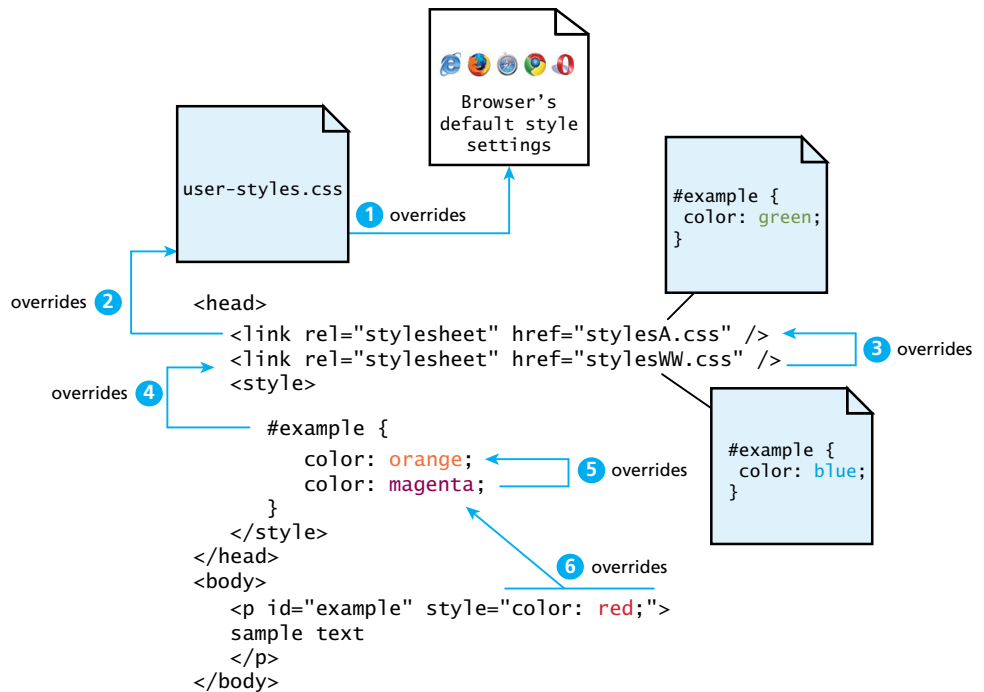 Browser's
default style
settings
user-styles.css
1 overrides
#example {
color: green;
}
overrides 2
<head>
<link rel="stylesheet" href="stylesA.css" />
<link rel="stylesheet" href="stylesWW.css" />
3 overrides
<style>
overrides 4
#example {
color: orange;
color: magenta;
5 overrides
}
</style>
#example {
color: blue;
}
</head>
<body>
6 overrides
<p id="example" style="color: red;">
sample text
</p>
</body>